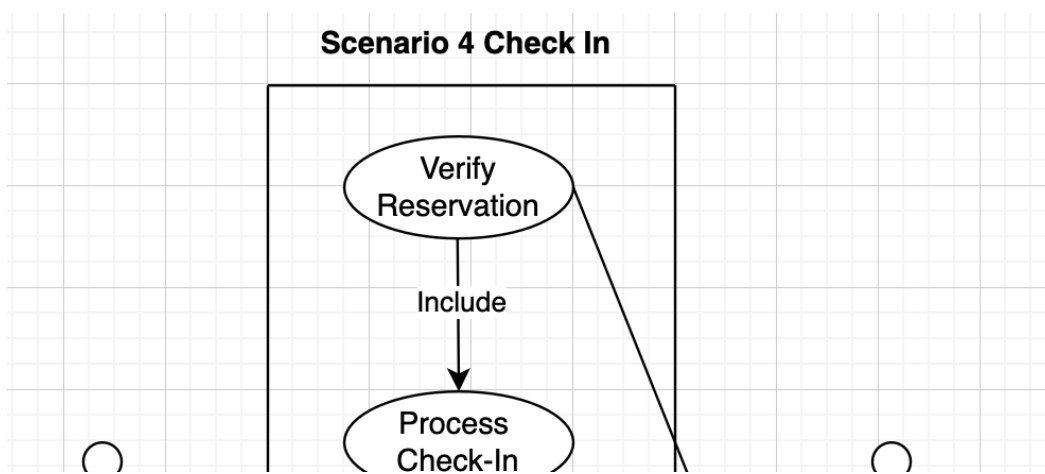 Scenario 4 Check In
Verify
Reservation
Include
Process
Check-In